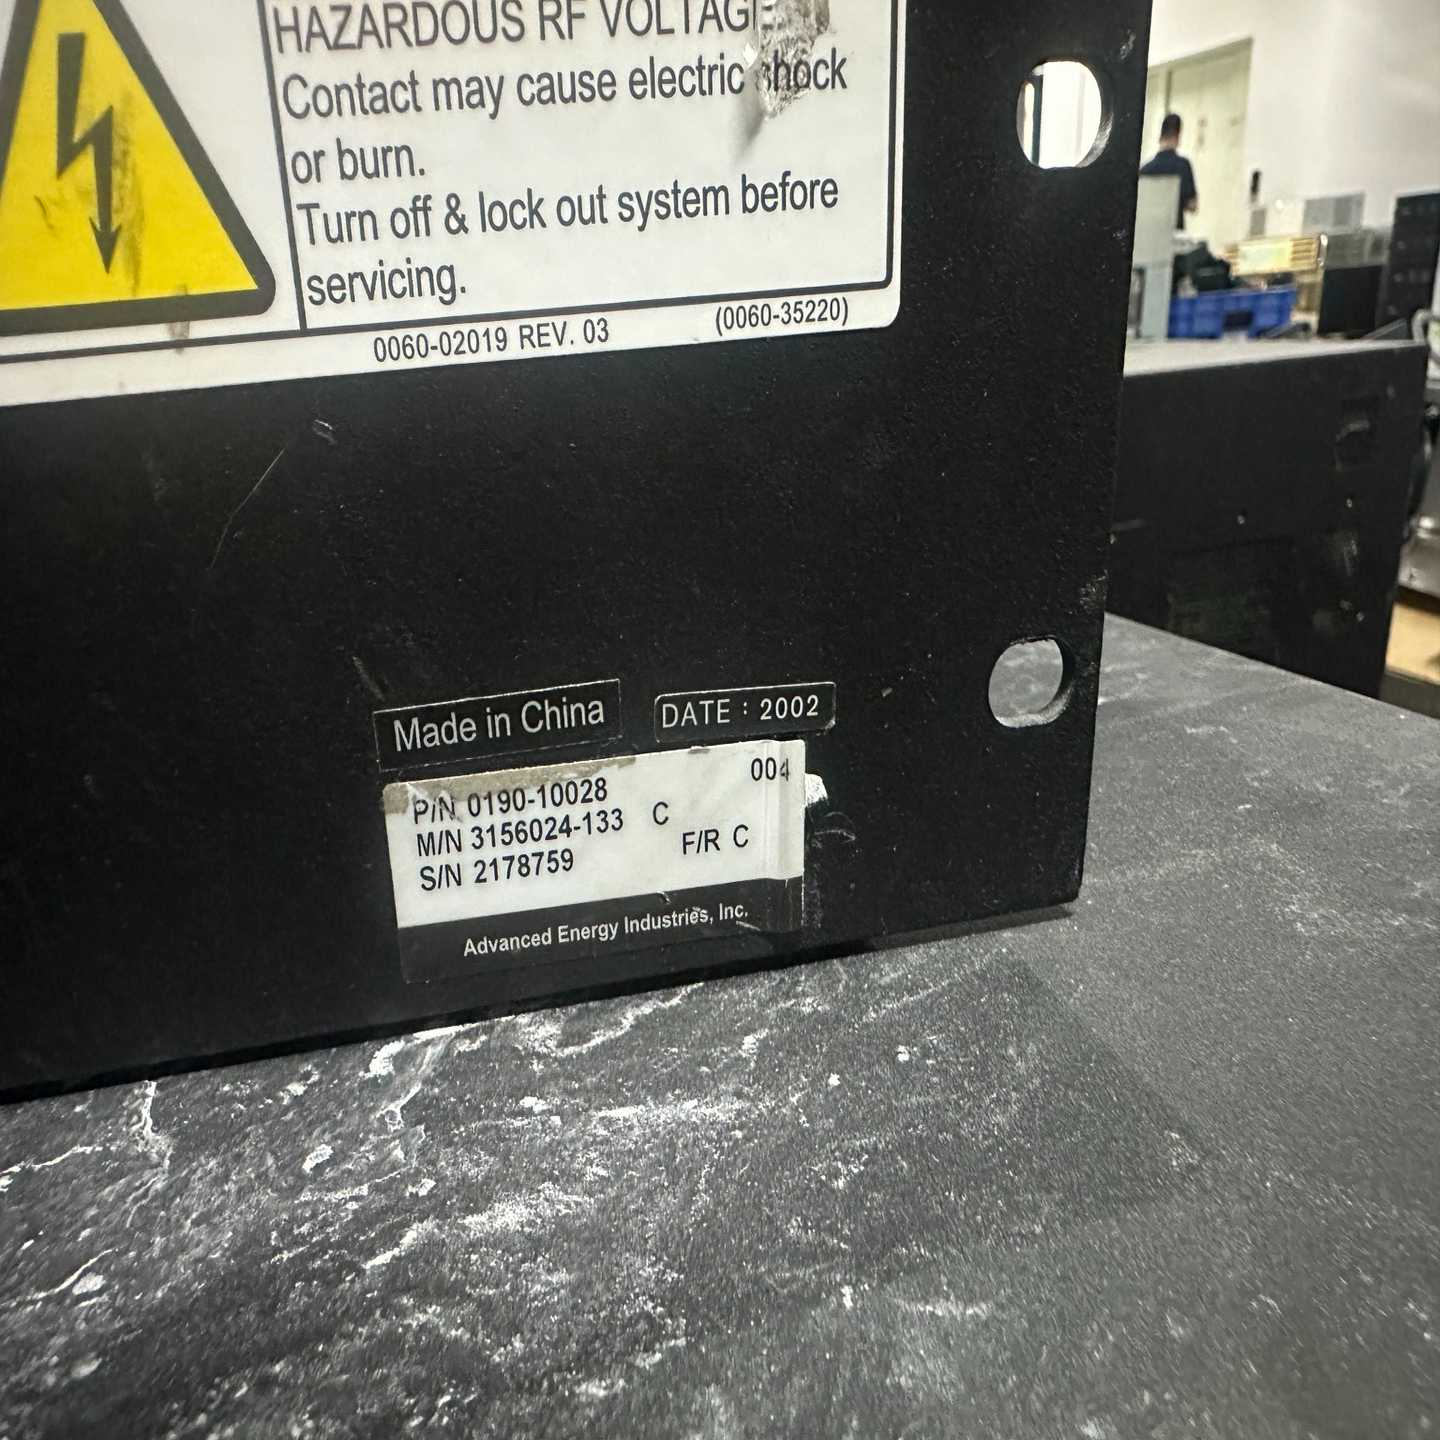 HAZARDOUS RF VOLTAGE
Contact may cause electric shock
or burn.
Turn off & lock out system before
servicing.
0060-02019 REV. 03 (0060-35220)
Made in China
DATE : 2002
004
P/N 0190-10028
M/N 3156024-133 C
S/N 2178759 F/R C
Advanced Energy Industries, Inc.